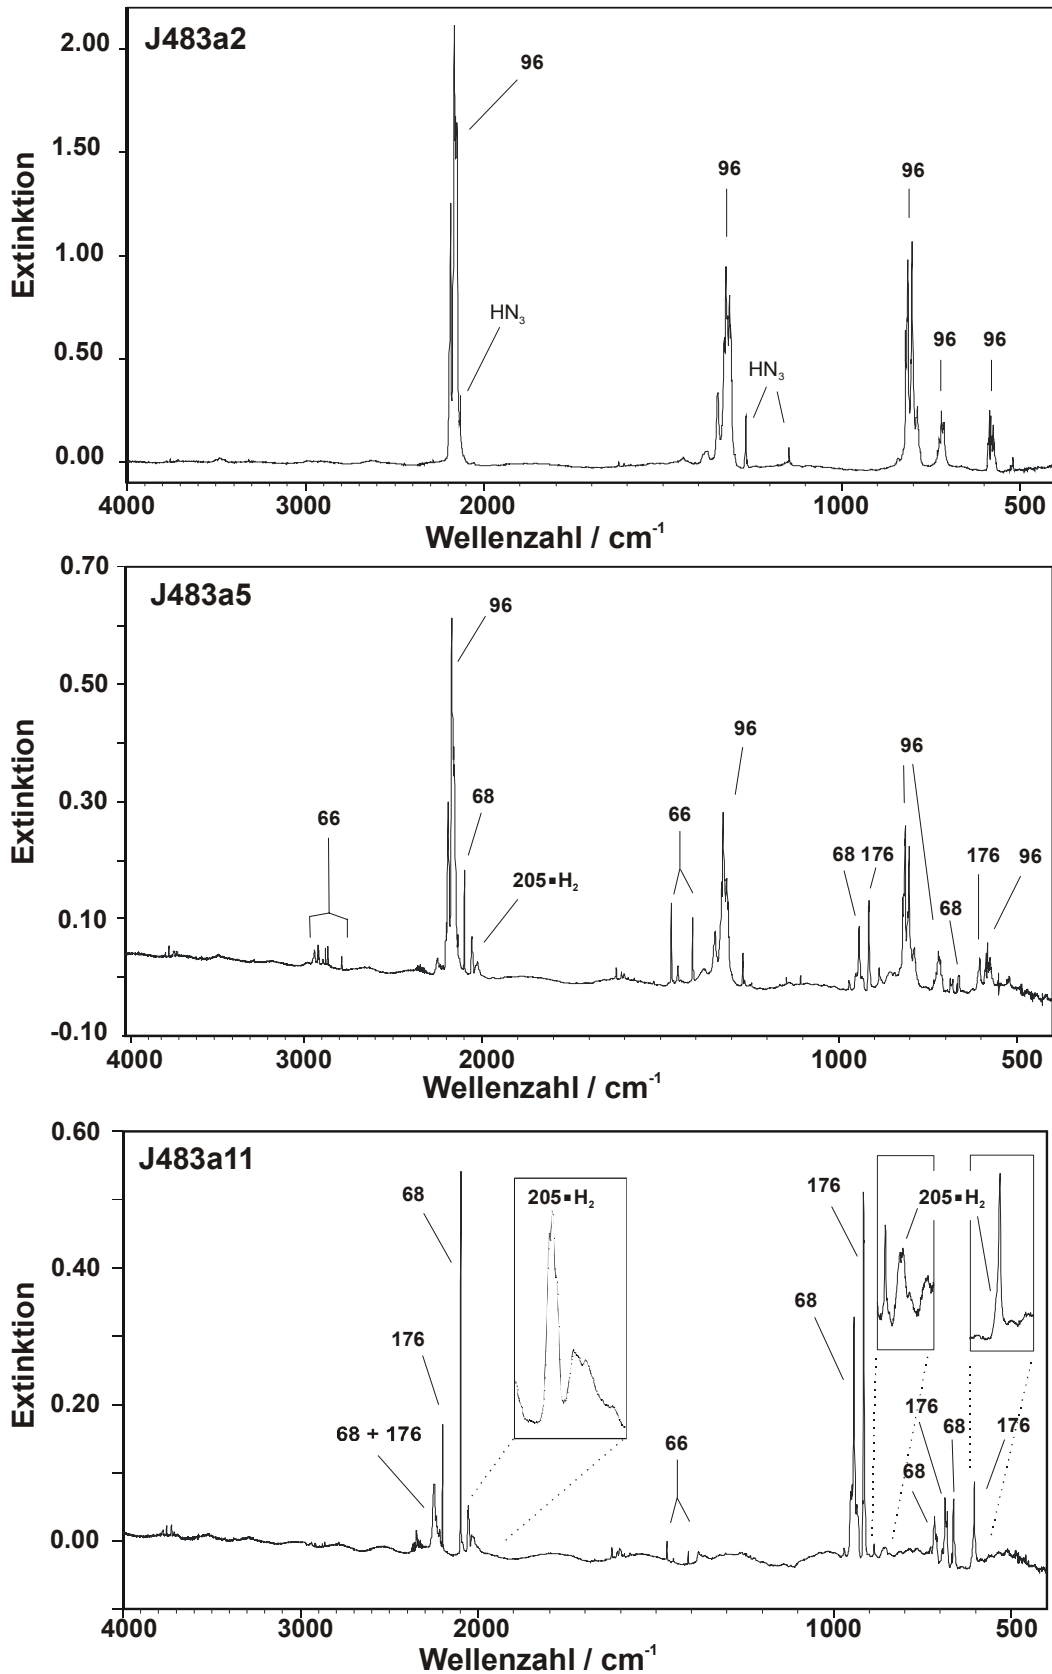 J483a2
2.00
1.50
1.00
0.50
0.00
Extinktion
96
96
96
96
96
HN₃
HN₃
4000 3000 2000 1000 500
Wellenzahl / cm⁻¹
J483a5
0.70
0.50
0.30
0.10
-0.10
Extinktion
96
68
66
205▪H₂
66
96
96
68 176
68
176 96
4000 3000 2000 1000 500
Wellenzahl / cm⁻¹
J483a11
0.60
0.40
0.20
0.00
Extinktion
68
176
68 + 176
205▪H₂
66
176
68
205▪H₂
176
68
68
176
4000 3000 2000 1000 500
Wellenzahl / cm⁻¹